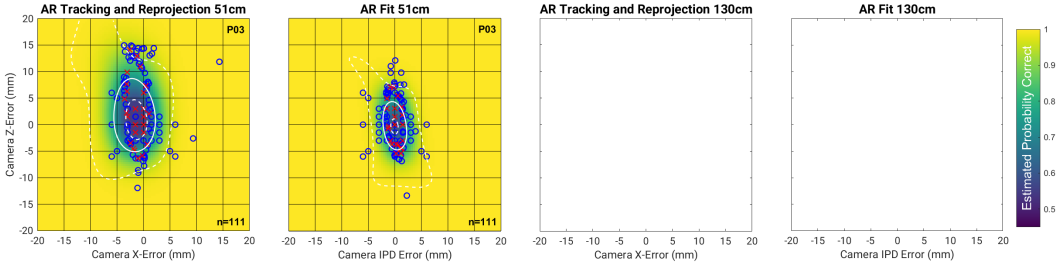 AR Tracking and Reprojection 51cm
AR Fit 51cm
AR Tracking and Reprojection 130cm
AR Fit 130cm
P03
P03
n=111
n=111
Camera Z-Error (mm)
20
15
10
5
0
-5
-10
-15
-20
-20 -15 -10 -5 0 5 10 15 20
-20 -15 -10 -5 0 5 10 15 20
-20 -15 -10 -5 0 5 10 15 20
-20 -15 -10 -5 0 5 10 15 20
Camera X-Error (mm)
Camera IPD Error (mm)
Camera X-Error (mm)
Camera IPD Error (mm)
Estimated Probability Correct
1
0.9
0.8
0.7
0.6
0.5